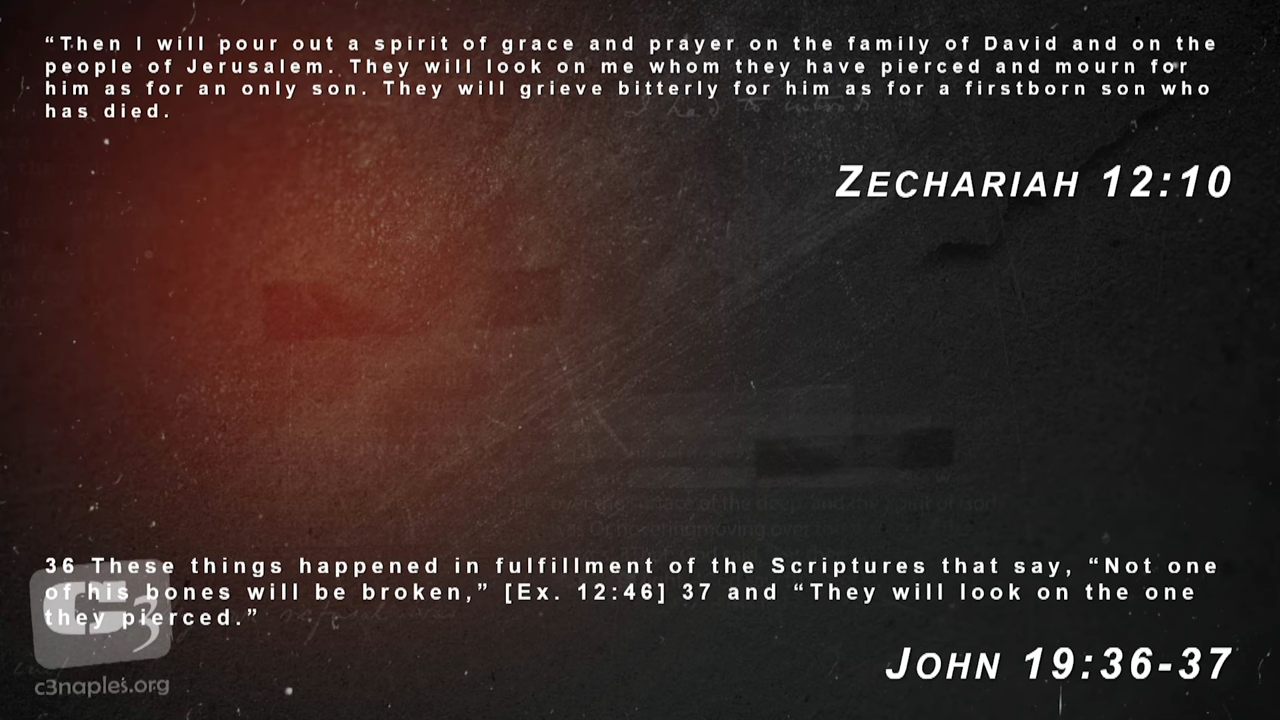 “Then I will pour out a spirit of grace and prayer on the family of David and on the
people of Jerusalem. They will look on me whom they have pierced and mourn for
him as for an only son. They will grieve bitterly for him as for a firstborn son who
has died.
ZECHARIAH 12:10
36 These things happened in fulfillment of the Scriptures that say, “Not one
of his bones will be broken,” [Ex. 12:46] 37 and “They will look on the one
they pierced.”
JOHN 19:36-37
C3
c3naples.org